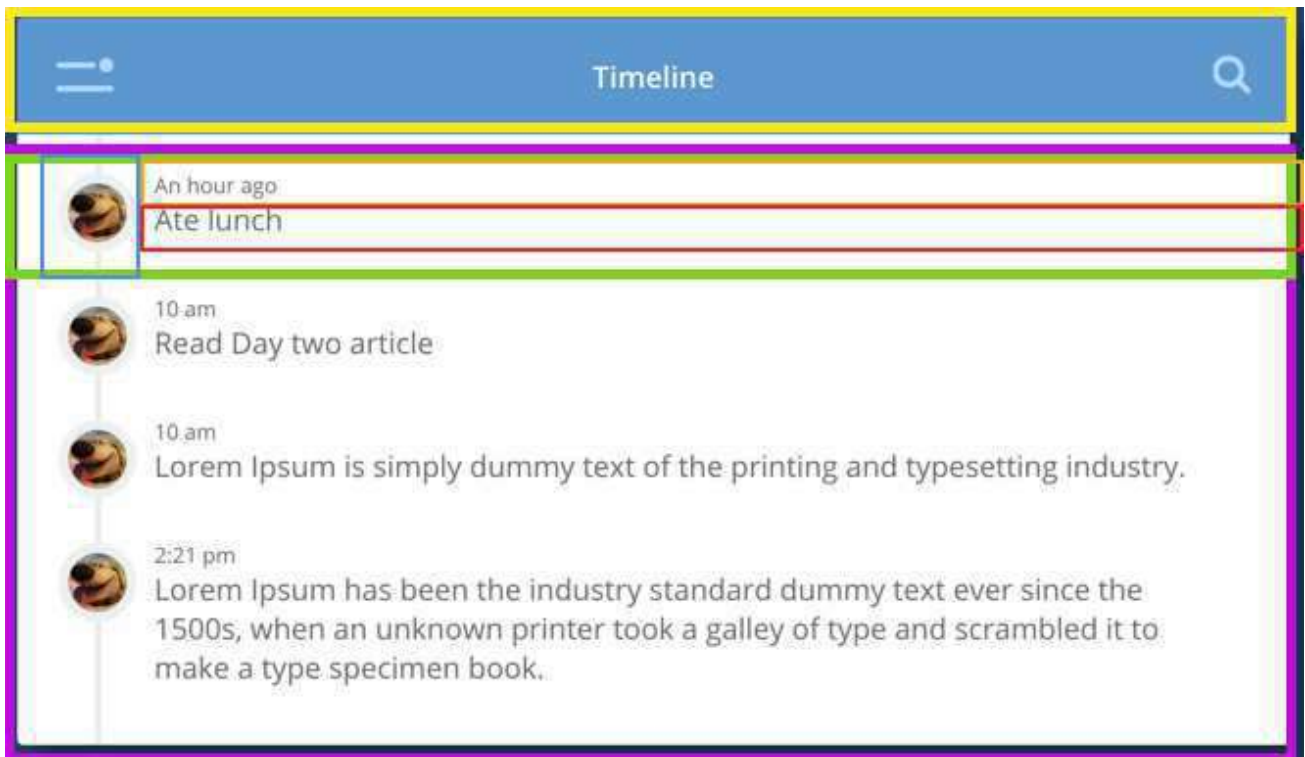 Timeline
An hour ago
Ate lunch
10 am
Read Day two article
10 am
Lorem Ipsum is simply dummy text of the printing and typesetting industry.
2:21 pm
Lorem Ipsum has been the industry standard dummy text ever since the
1500s, when an unknown printer took a galley of type and scrambled it to
make a type specimen book.